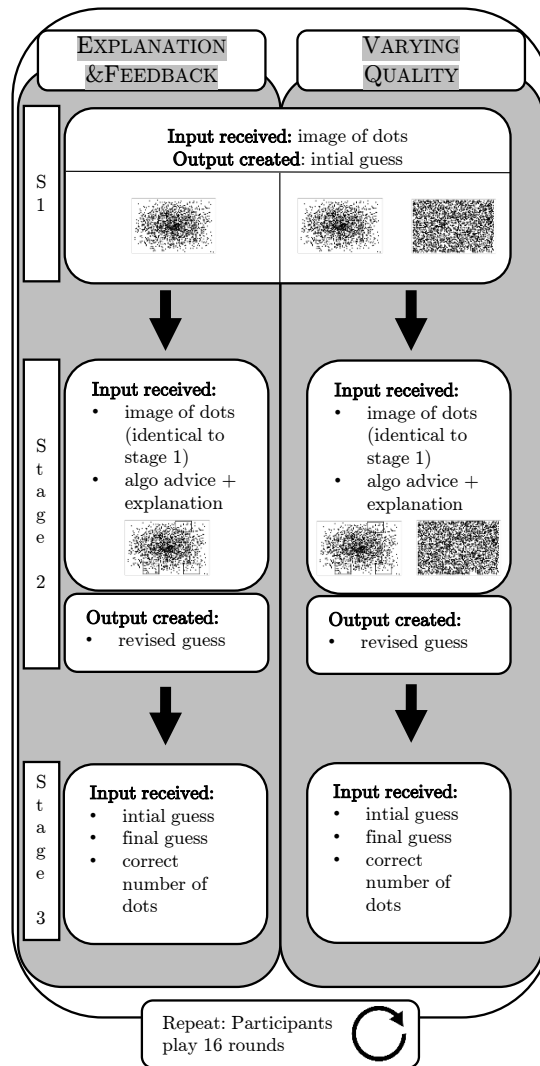 EXPLANATION
&FEEDBACK
VARYING
QUALITY
S
1
Input received: image of dots
Output created: intial guess
S
t
a
g
e
2
Input received:
• image of dots
(identical to
stage 1)
• algo advice +
explanation
Output created:
• revised guess
Input received:
• image of dots
(identical to
stage 1)
• algo advice +
explanation
Output created:
• revised guess
S
t
a
g
e
3
Input received:
• intial guess
• final guess
• correct
number of
dots
Input received:
• intial guess
• final guess
• correct
number of
dots
Repeat: Participants
play 16 rounds